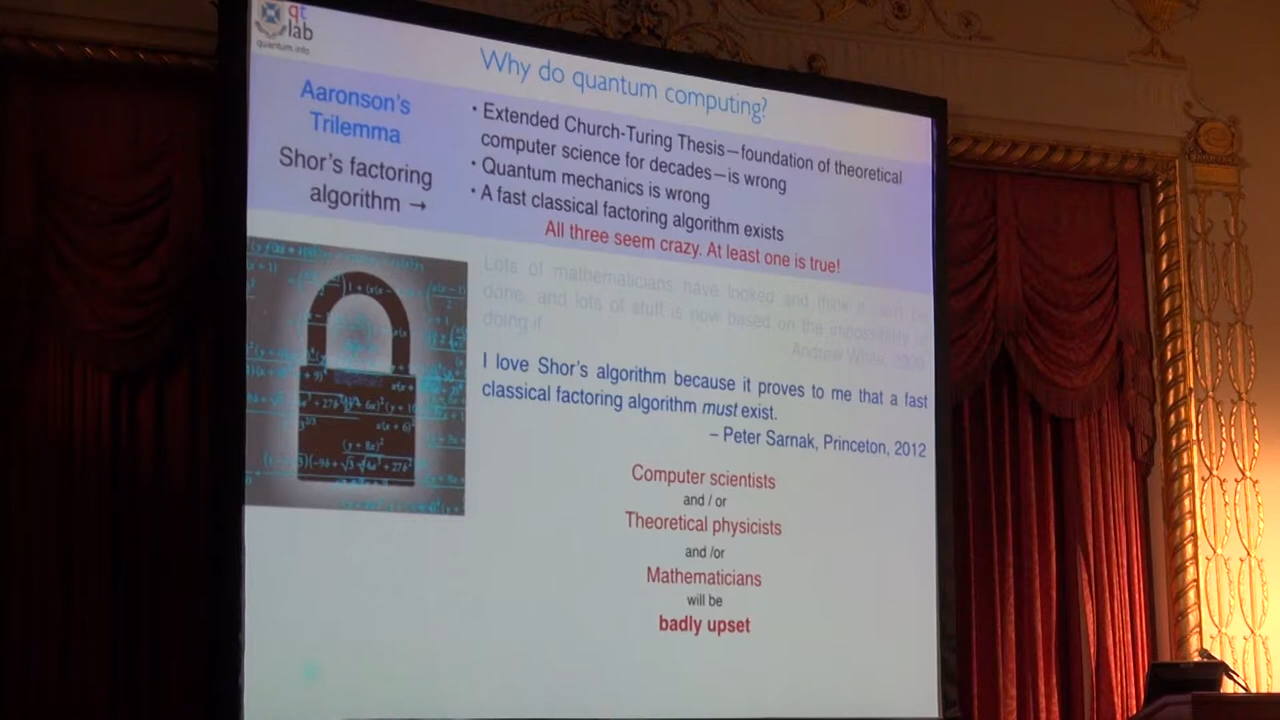 qt
lab
quantum.info
Why do quantum computing?
Aaronson's
Trilemma
Shor's factoring
algorithm →
• Extended Church-Turing Thesis—foundation of theoretical
computer science for decades—is wrong
• Quantum mechanics is wrong
• A fast classical factoring algorithm exists
All three seem crazy. At least one is true!
Lots of mathematicians have looked and think it can't be
done, and lots of stuff is now based on the impossibility of
doing it
– Andrew White,
I love Shor's algorithm because it proves to me that a fast
classical factoring algorithm must exist.
– Peter Sarnak, Princeton, 2012
Computer scientists
and / or
Theoretical physicists
and /or
Mathematicians
will be
badly upset